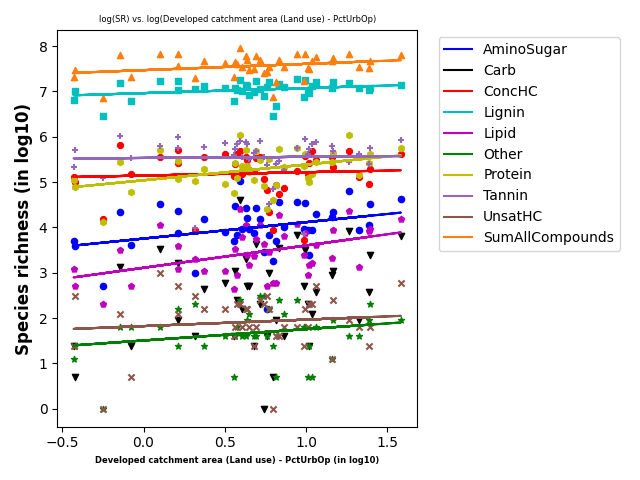 log(SR) vs. log(Developed catchment area (Land use) - PctUrbOp)
Species richness (in log10)
8
7
6
5
4
3
2
1
0
−0.5
0.0
0.5
1.0
1.5
Developed catchment area (Land use) - PctUrbOp (in log10)
AminoSugar
Carb
ConcHC
Lignin
Lipid
Other
Protein
Tannin
UnsatHC
SumAllCompounds